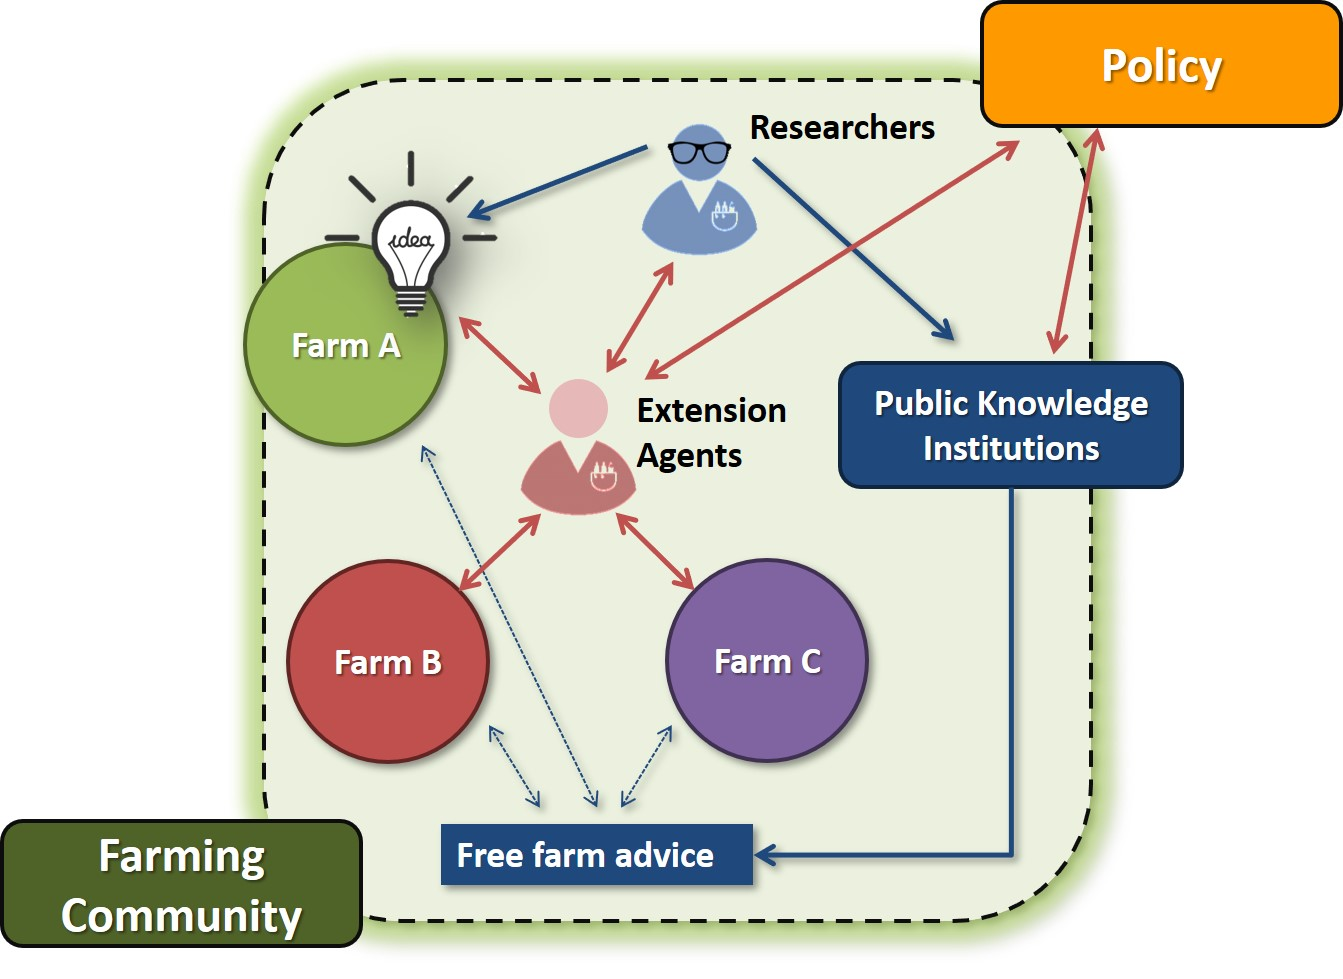 Policy
Researchers
idea
Farm A
Extension
Agents
Public Knowledge
Institutions
Farm B
Farm C
Free farm advice
Farming
Community